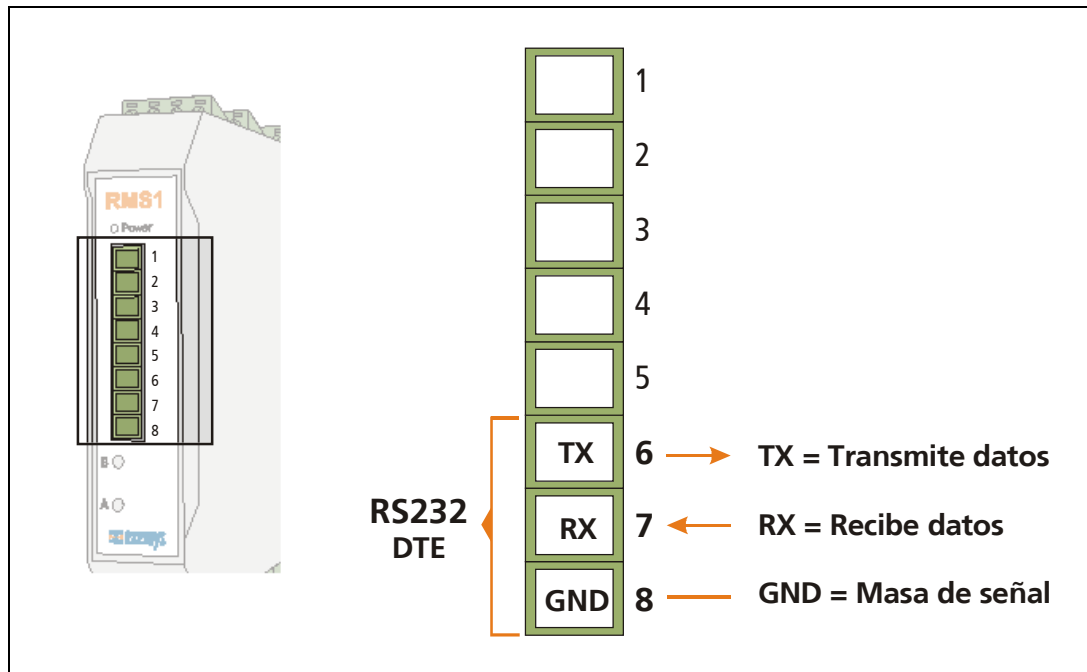 RMS1
Power
1
2
3
4
5
6
7
8
B
A
1
2
3
4
5
RS232
DTE
TX 6 TX = Transmite datos
RX 7 RX = Recibe datos
GND 8 GND = Masa de señal